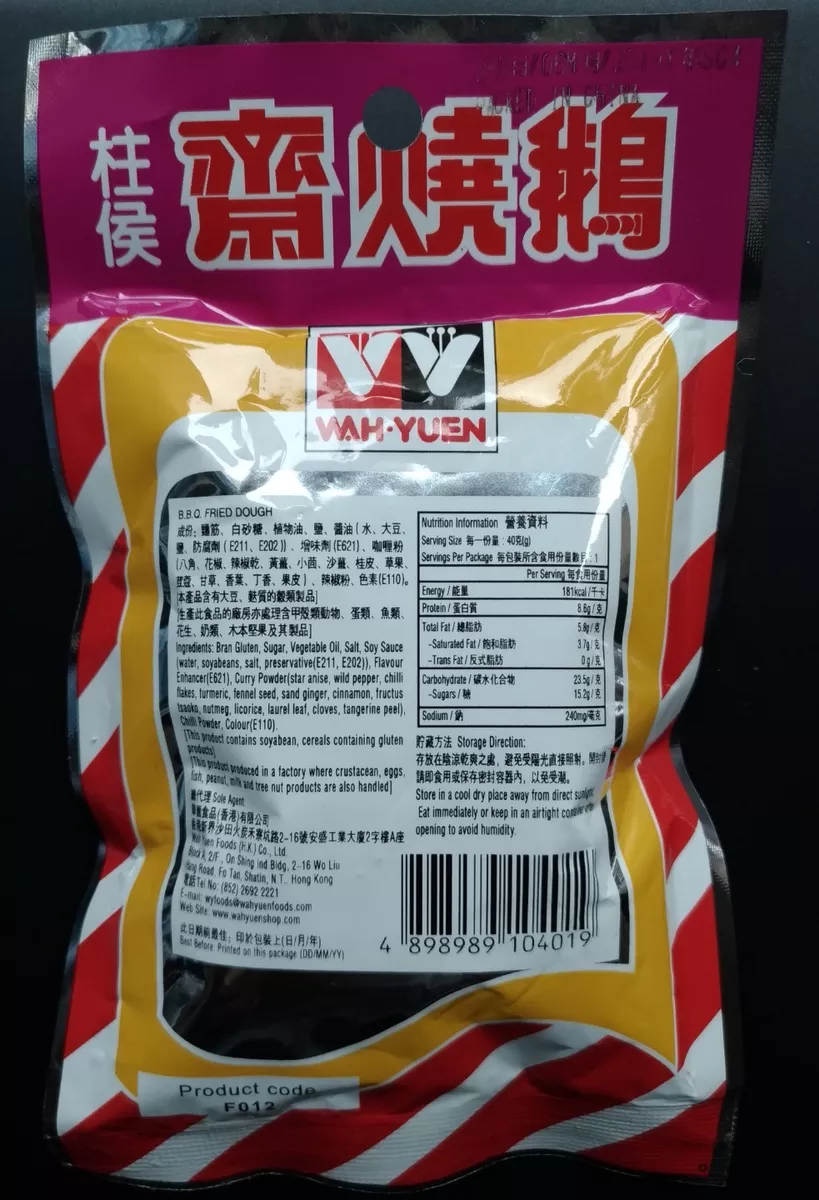 PACKED IN CHINA
柱侯
齋燒鵝
WAH·YUEN
B.B.Q. FRIED DOUGH
成份：麵筋、白砂糖、植物油、鹽、醬油（水、大豆、
鹽、防腐劑（E211、E202））、增味劑(E621)、咖喱粉
(八角、花椒、辣椒乾、黃薑、小茴、沙薑、桂皮、草果、
荳蔻、甘草、香葉、丁香、果皮）、辣椒粉、色素(E110)。
[本產品含有大豆、麩質的穀類製品]
[生產此食品的廠房亦處理含甲殼類動物、蛋類、魚類、
花生、奶類、木本堅果及其製品]
Ingredients: Bran Gluten, Sugar, Vegetable Oil, Salt, Soy Sauce
(water, soyabeans, salt, preservative(E211, E202)), Flavour
Enhancer(E621), Curry Powder(star anise, wild pepper, chilli
flakes, turmeric, fennel seed, sand ginger, cinnamon, fructus
tsaoko, nutmeg, licorice, laurel leaf, cloves, tangerine peel),
Chilli Powder, Colour(E110).
[This product contains soyabean, cereals containing gluten
products]
[This product produced in a factory where crustacean, eggs,
fish, peanut, milk and tree nut products are also handled]
總代理 Sole Agent
食品(香港)有限公司
香港新界沙田火炭禾寮坑路2-16號安盛工業大廈2字樓A座
Wah Yuen Foods (H.K.) Co., Ltd.
Block A, 2/F., On Shing Ind Bldg, 2-16 Wo Liu
Hang Road, Fo Tan, Shatin, N.T. Hong Kong
電話 Tel No: (852) 2692 2221
E-mail: wyfoods@wahyuenfoods.com
Web Site: www.wahyuenshop.com
此日期前最佳：印於包裝上(日/月/年)
Best Before: Printed on this package (DD/MM/YY)
Nutrition Information 營養資料
Serving Size 每一份量：40克(g)
Servings Per Package 每包裝所含食用份量數目：1
Per Serving 每食用份量
Energy / 能量 181kcal/千卡
Protein / 蛋白質 8.6g/克
Total Fat / 總脂肪 5.8g/克
-Saturated Fat / 飽和脂肪 3.7g/克
-Trans Fat / 反式脂肪 0g/克
Carbohydrate / 碳水化合物 23.5g/克
-Sugars / 糖 15.2g/克
Sodium / 鈉 240mg/毫克
貯藏方法 Storage Direction:
存放在陰涼乾爽之處，避免受陽光直接照射。開封後
請即食用或保存密封容器內，以免受潮。
Store in a cool dry place away from direct sunlight.
Eat immediately or keep in an airtight container after
opening to avoid humidity.
4 898989 104019
Product code
F012